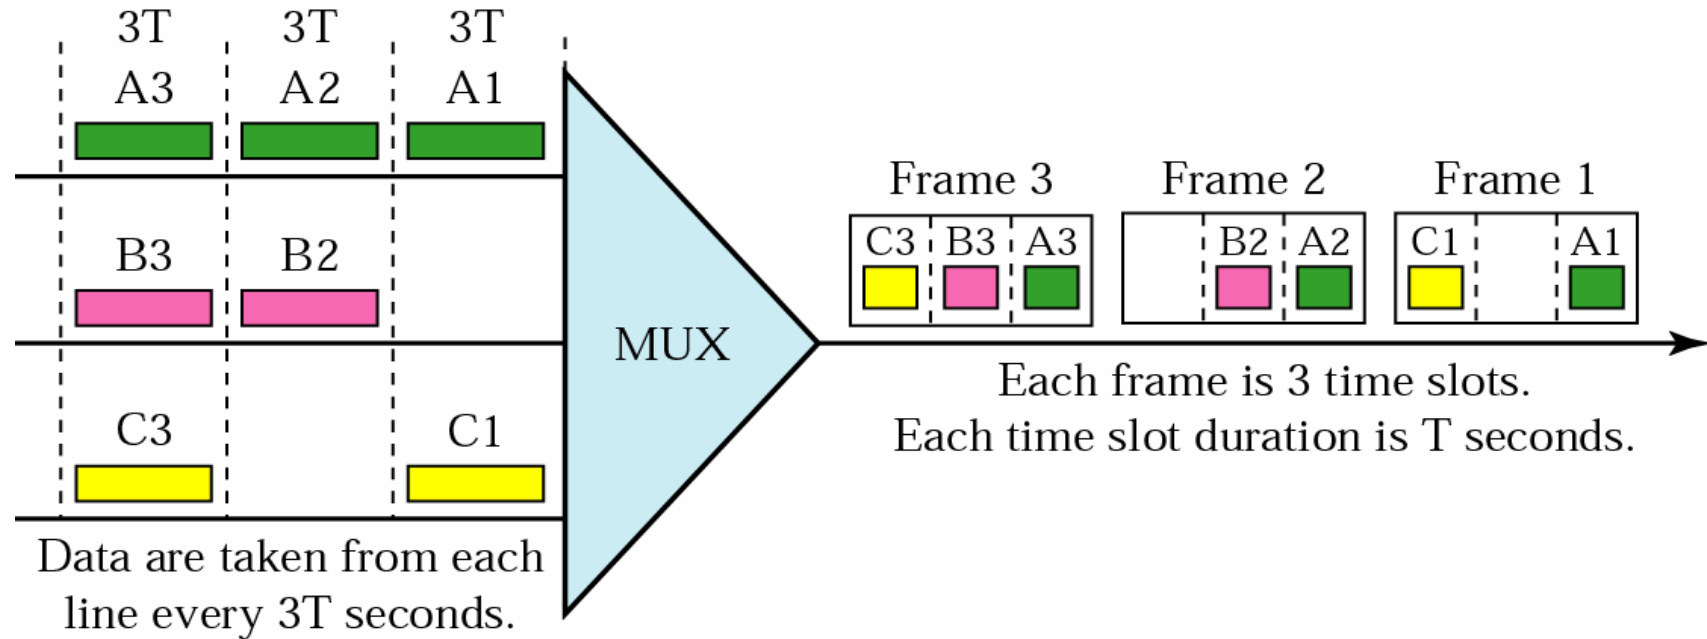 3T 3T 3T
A3 A2 A1
Frame 3 Frame 2 Frame 1
C3 B3 A3 B2 A2 C1 A1
B3 B2
MUX
Each frame is 3 time slots.
Each time slot duration is T seconds.
C3 C1
Data are taken from each
line every 3T seconds.